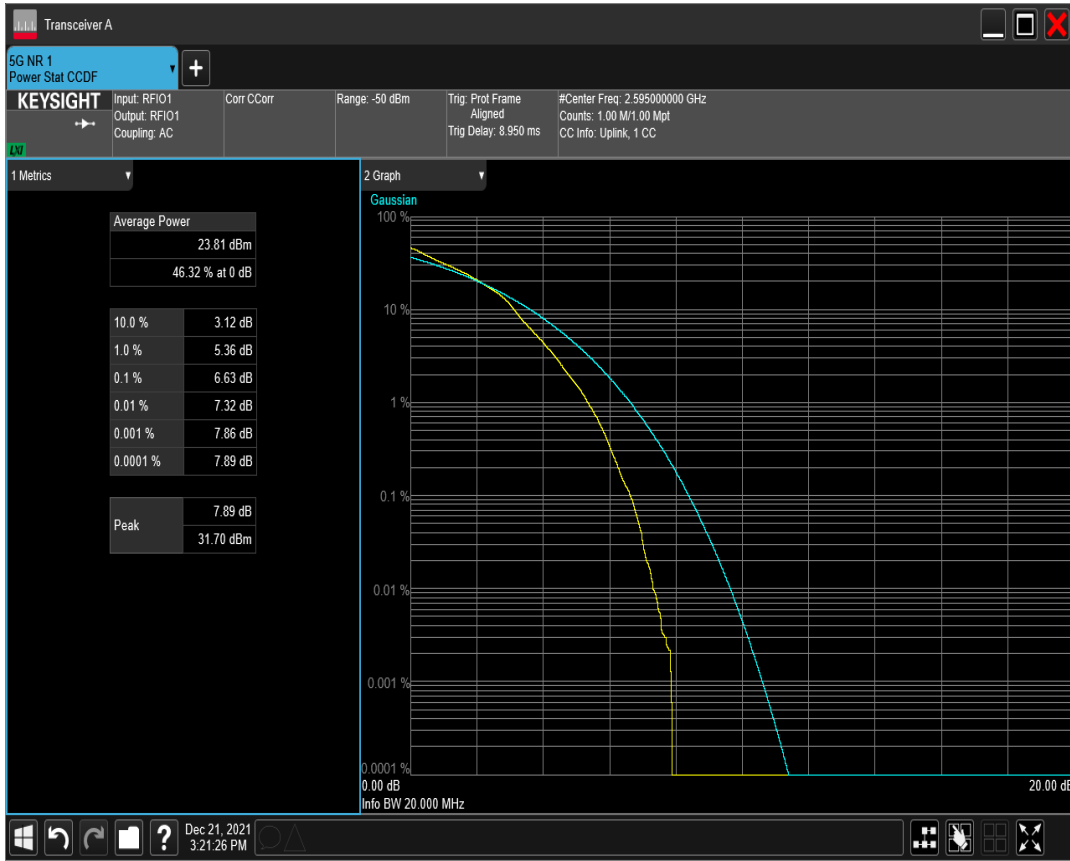 Transceiver A
5G NR 1
Power Stat CCDF
+
KEYSIGHT
LXI
Input: RFIO1
Output: RFIO1
Coupling: AC
Corr CCorr
Range: -50 dBm
Trig: Prot Frame
Aligned
Trig Delay: 8.950 ms
#Center Freq: 2.595000000 GHz
Counts: 1.00 M/1.00 Mpt
CC Info: Uplink, 1 CC
1 Metrics
Average Power
23.81 dBm
46.32 % at 0 dB
10.0 % 3.12 dB
1.0 % 5.36 dB
0.1 % 6.63 dB
0.01 % 7.32 dB
0.001 % 7.86 dB
0.0001 % 7.89 dB
Peak 7.89 dB
31.70 dBm
2 Graph
Gaussian
100 %
10 %
1 %
0.1 %
0.01 %
0.001 %
0.0001 %
0.00 dB 20.00 dB
Info BW 20.000 MHz
? Dec 21, 2021
3:21:26 PM